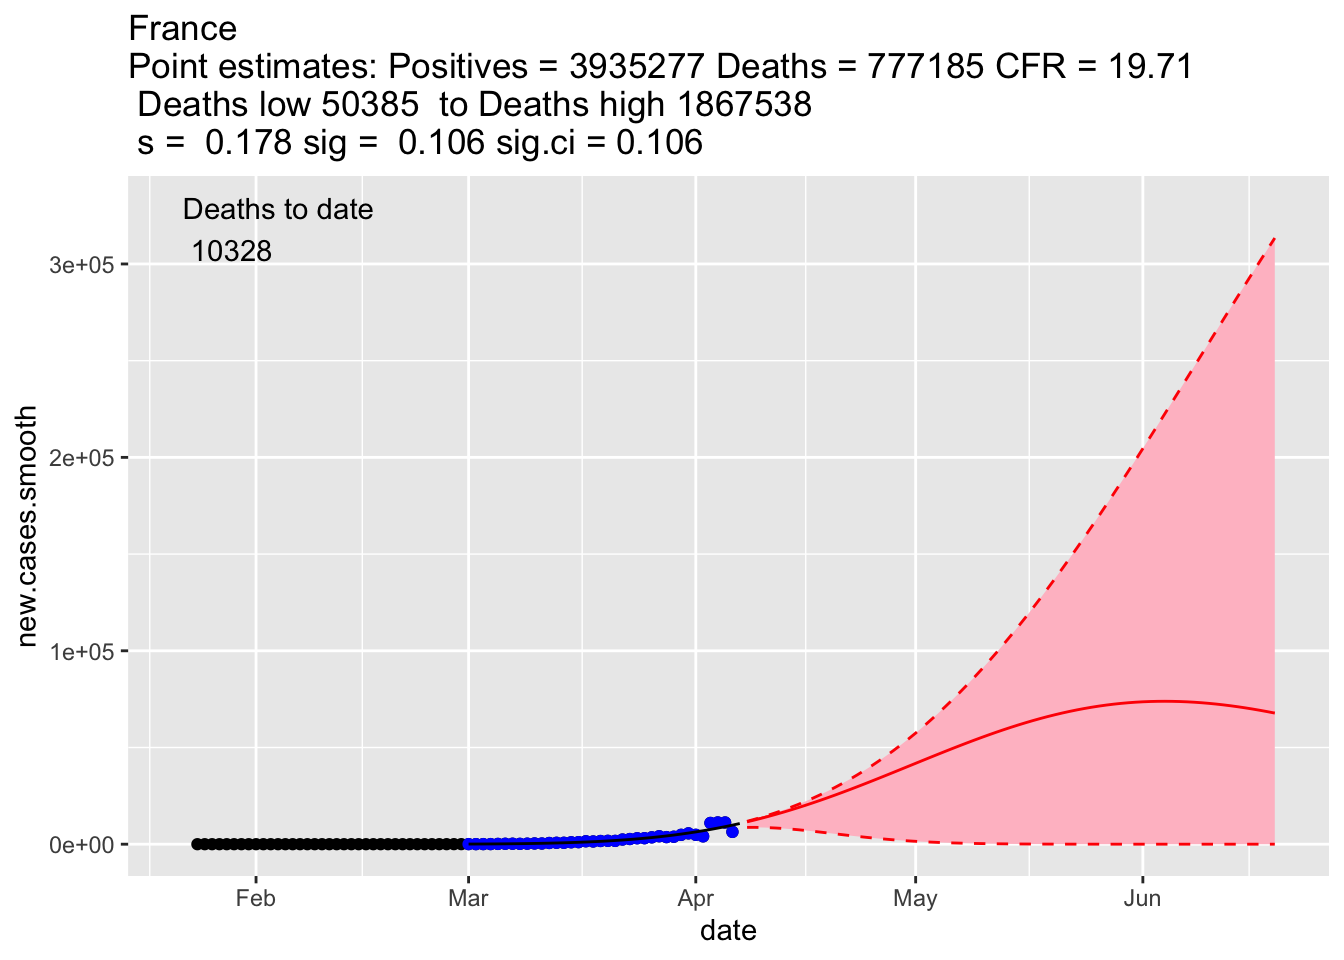 France
Point estimates: Positives = 3935277 Deaths = 777185 CFR = 19.71
Deaths low 50385  to Deaths high 1867538
s =  0.178 sig =  0.106 sig.ci = 0.106
Deaths to date
10328
3e+05
2e+05
1e+05
0e+00
new.cases.smooth
Feb Mar Apr May Jun
date